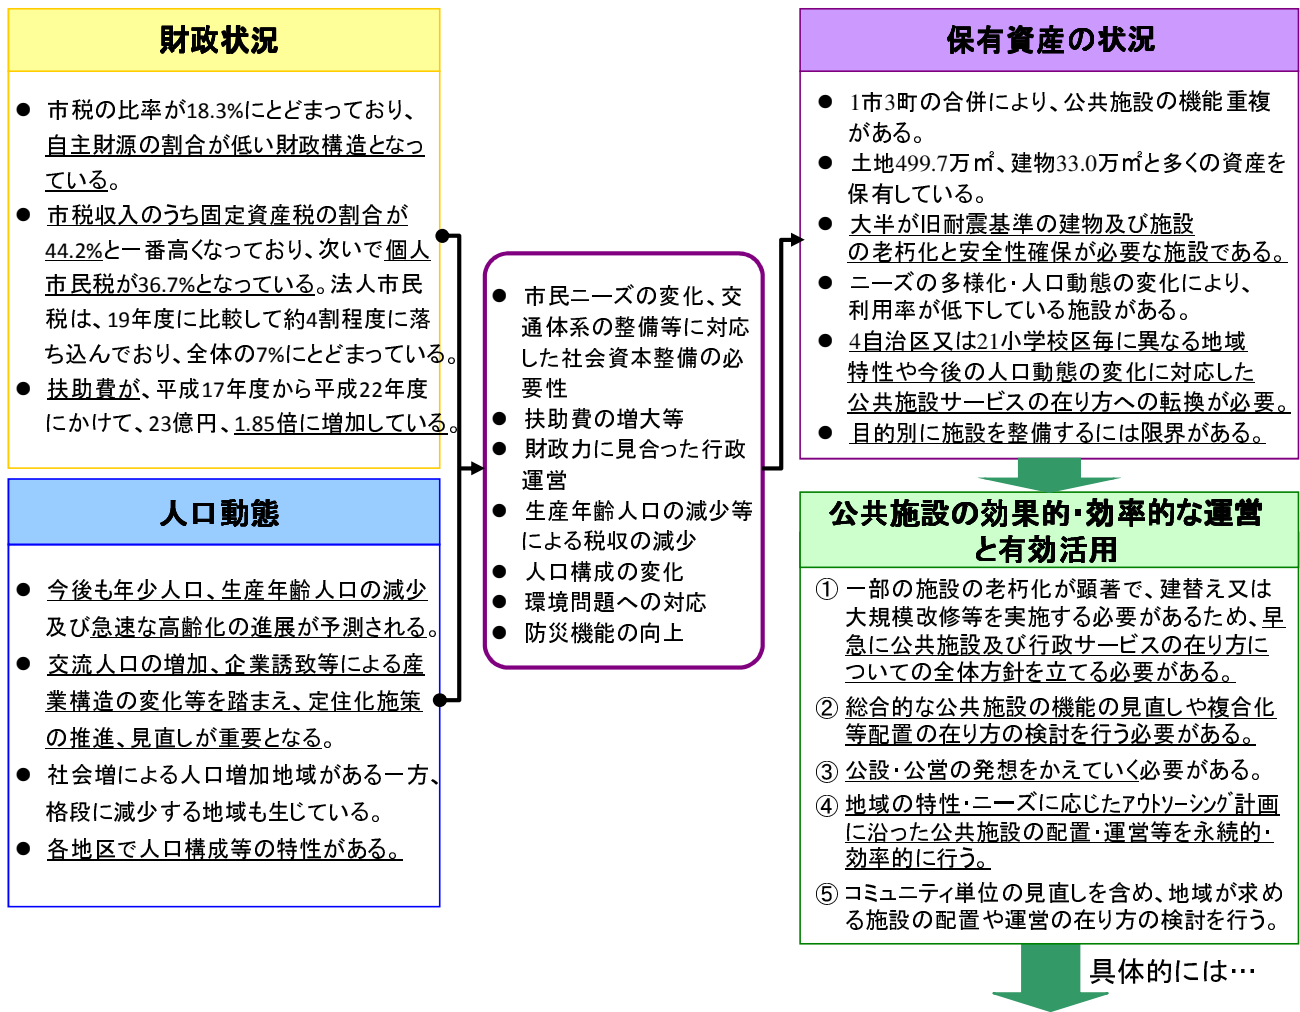 財政状況
● 市税の比率が18.3%にとどまっており、
自主財源の割合が低い財政構造となっ
ている。
● 市税収入のうち固定資産税の割合が
44.2%と一番高くなっており、次いで個人
市民税が36.7%となっている。法人市民
税は、19年度に比較して約4割程度に落
ち込んでおり、全体の7%にとどまっている。
● 扶助費が、平成17年度から平成22年度
にかけて、23億円、1.85倍に増加している。
人口動態
● 今後も年少人口、生産年齢人口の減少
及び急速な高齢化の進展が予測される。
● 交流人口の増加、企業誘致等による産
業構造の変化等を踏まえ、定住化施策
の推進、見直しが重要となる。
● 社会増による人口増加地域がある一方、
格段に減少する地域も生じている。
● 各地区で人口構成等の特性がある。
● 市民ニーズの変化、交
通体系の整備等に対応
した社会資本整備の必
要性
● 扶助費の増大等
● 財政力に見合った行政
運営
● 生産年齢人口の減少等
による税収の減少
● 人口構成の変化
● 環境問題への対応
● 防災機能の向上
保有資産の状況
● 1市3町の合併により、公共施設の機能重複
がある。
● 土地499.7万㎡、建物33.0万㎡と多くの資産を
保有している。
● 大半が旧耐震基準の建物及び施設
の老朽化と安全性確保が必要な施設である。
● ニーズの多様化・人口動態の変化により、
利用率が低下している施設がある。
● 4自治区又は21小学校区毎に異なる地域
特性や今後の人口動態の変化に対応した
公共施設サービスの在り方への転換が必要。
● 目的別に施設を整備するには限界がある。
公共施設の効果的・効率的な運営
と有効活用
① 一部の施設の老朽化が顕著で、建替え又は
大規模改修等を実施する必要があるため、早
急に公共施設及び行政サービスの在り方に
ついての全体方針を立てる必要がある。
② 総合的な公共施設の機能の見直しや複合化
等配置の在り方の検討を行う必要がある。
③ 公設・公営の発想をかえていく必要がある。
④ 地域の特性・ニーズに応じたｱｳﾄｿｰｼﾝｸﾞ計画
に沿った公共施設の配置・運営等を永続的・
効率的に行う。
⑤ コミュニティ単位の見直しを含め、地域が求め
る施設の配置や運営の在り方の検討を行う。
具体的には…